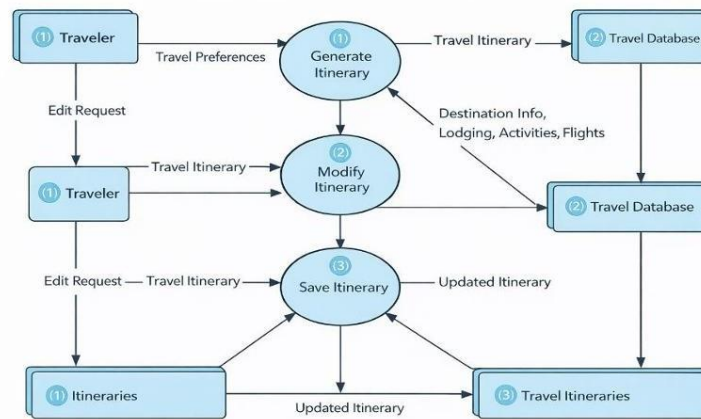 (1) Traveler
Travel Preferences
(1)
Generate
Itinerary
Travel Itinerary
(2) Travel Database
Edit Request
Destination Info,
Lodging, Activities, Flights
(1) Traveler
Travel Itinerary
(2)
Modify
Itinerary
(2) Travel Database
Edit Request
Travel Itinerary
(3)
Save Itinerary
Updated Itinerary
(1) Itineraries
Updated Itinerary
(3) Travel Itineraries